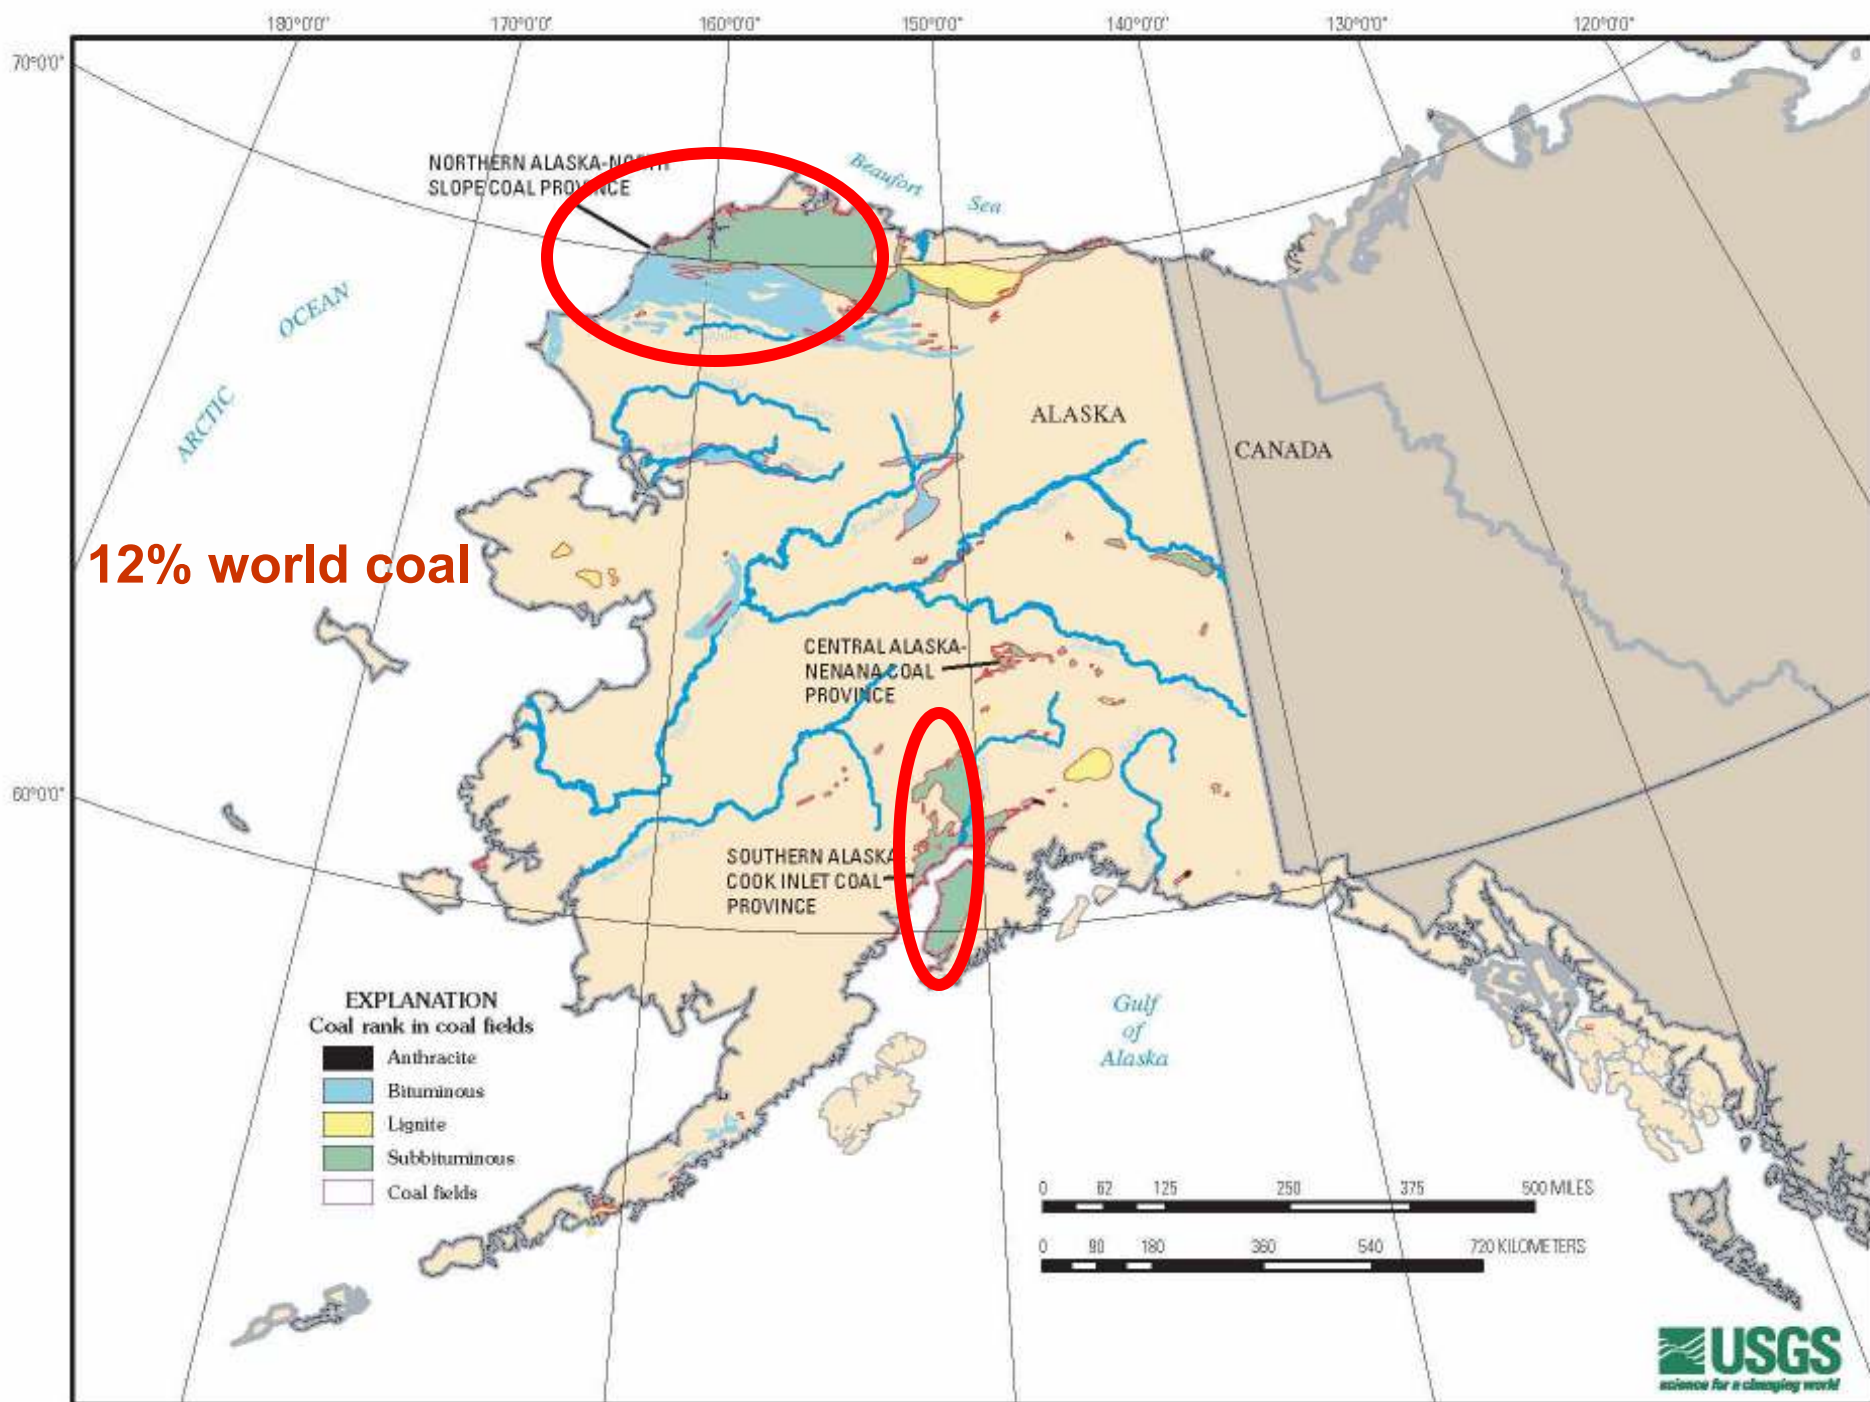 180°0'0" 170°0'0" 160°0'0" 150°0'0" 140°0'0" 130°0'0" 120°0'0"
70°0'0"
NORTHERN ALASKA-NORTH
SLOPE COAL PROVINCE
Beaufort
Sea
OCEAN
ARCTIC
ALASKA
CANADA
12% world coal
CENTRAL ALASKA-
NENANA COAL
PROVINCE
60°0'0"
SOUTHERN ALASKA-
COOK INLET COAL
PROVINCE
EXPLANATION
Coal rank in coal fields
Anthracite
Bituminous
Lignite
Subbituminous
Coal fields
Gulf
of
Alaska
0 62 125 250 375 500 MILES
0 90 180 360 540 720 KILOMETERS
USGS
science for a changing world